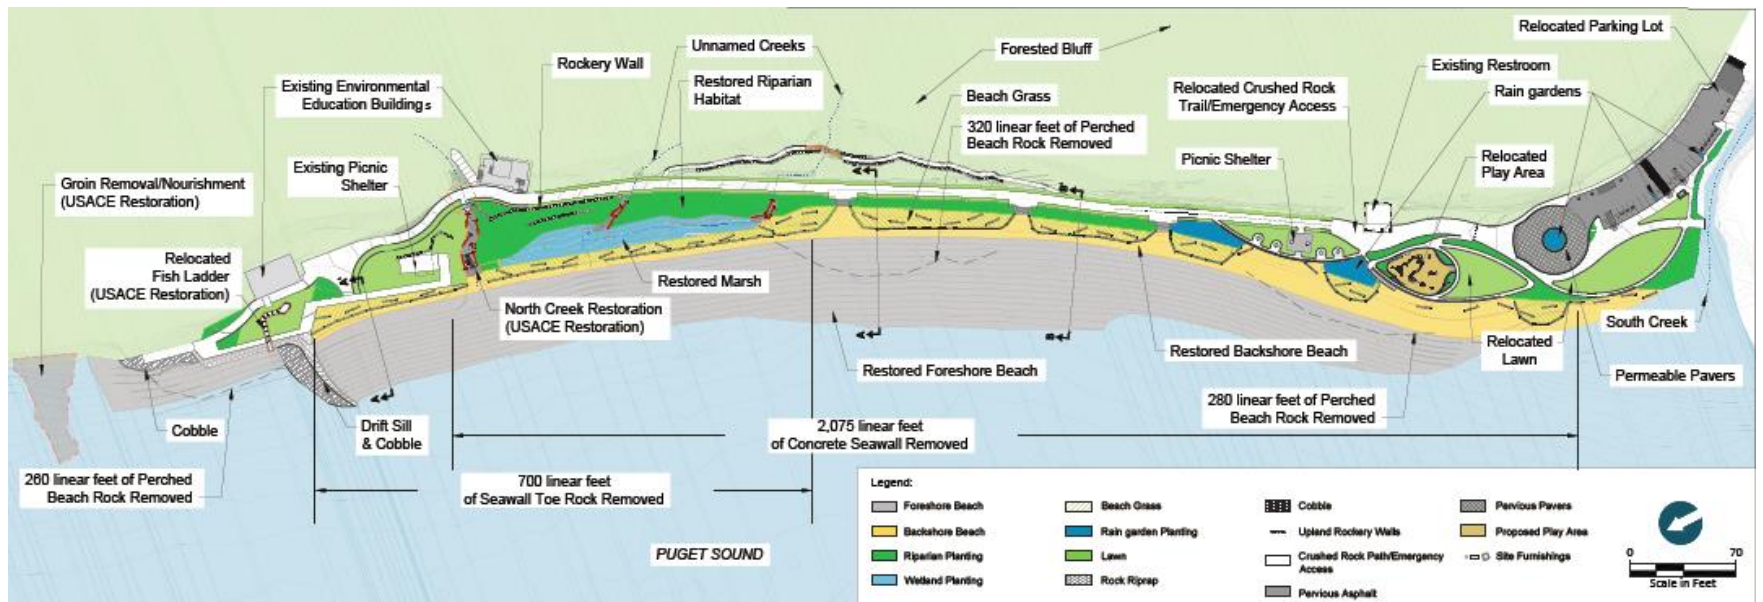 Relocated Parking Lot
Unnamed Creeks
Forested Bluff
Rockery Wall
Existing Restroom
Existing Environmental
Education Buildings
Restored Riparian
Habitat
Beach Grass
Relocated Crushed Rock
Trail/Emergency Access
Rain gardens
320 linear feet of Perched
Beach Rock Removed
Existing Picnic
Shelter
Picnic Shelter
Relocated
Play Area
Groin Removal/Nourishment
(USACE Restoration)
Relocated
Fish Ladder
(USACE Restoration)
Restored Marsh
North Creek Restoration
(USACE Restoration)
South Creek
Restored Backshore Beach
Relocated
Lawn
Restored Foreshore Beach
Permeable Pavers
280 linear feet of Perched
Beach Rock Removed
Cobble
Drift Sill
& Cobble
2,075 linear feet
of Concrete Seawall Removed
260 linear feet of Perched
Beach Rock Removed
700 linear feet
of Seawall Toe Rock Removed
PUGET SOUND
Legend:
Foreshore Beach
Backshore Beach
Riparian Planting
Wetland Planting
Beach Grass
Rain garden Planting
Lawn
Rock Riprap
Cobble
Upland Rockery Walls
Crushed Rock Path/Emergency
Access
Pervious Asphalt
Pervious Pavers
Proposed Play Area
Site Furnishings
0 70
Scale in Feet